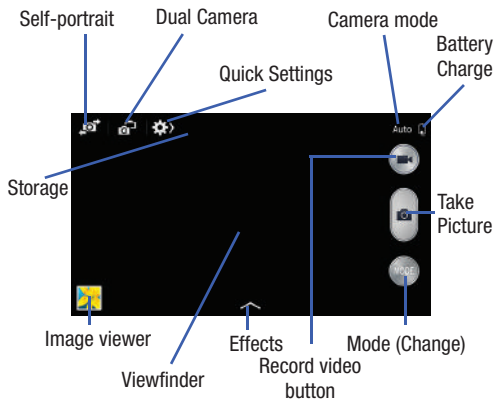 Self-portrait
Dual Camera
Camera mode
Battery
Charge
Quick Settings
Auto
Storage
Take
Picture
MODE
Image viewer
Effects
Mode (Change)
Viewfinder
Record video
button